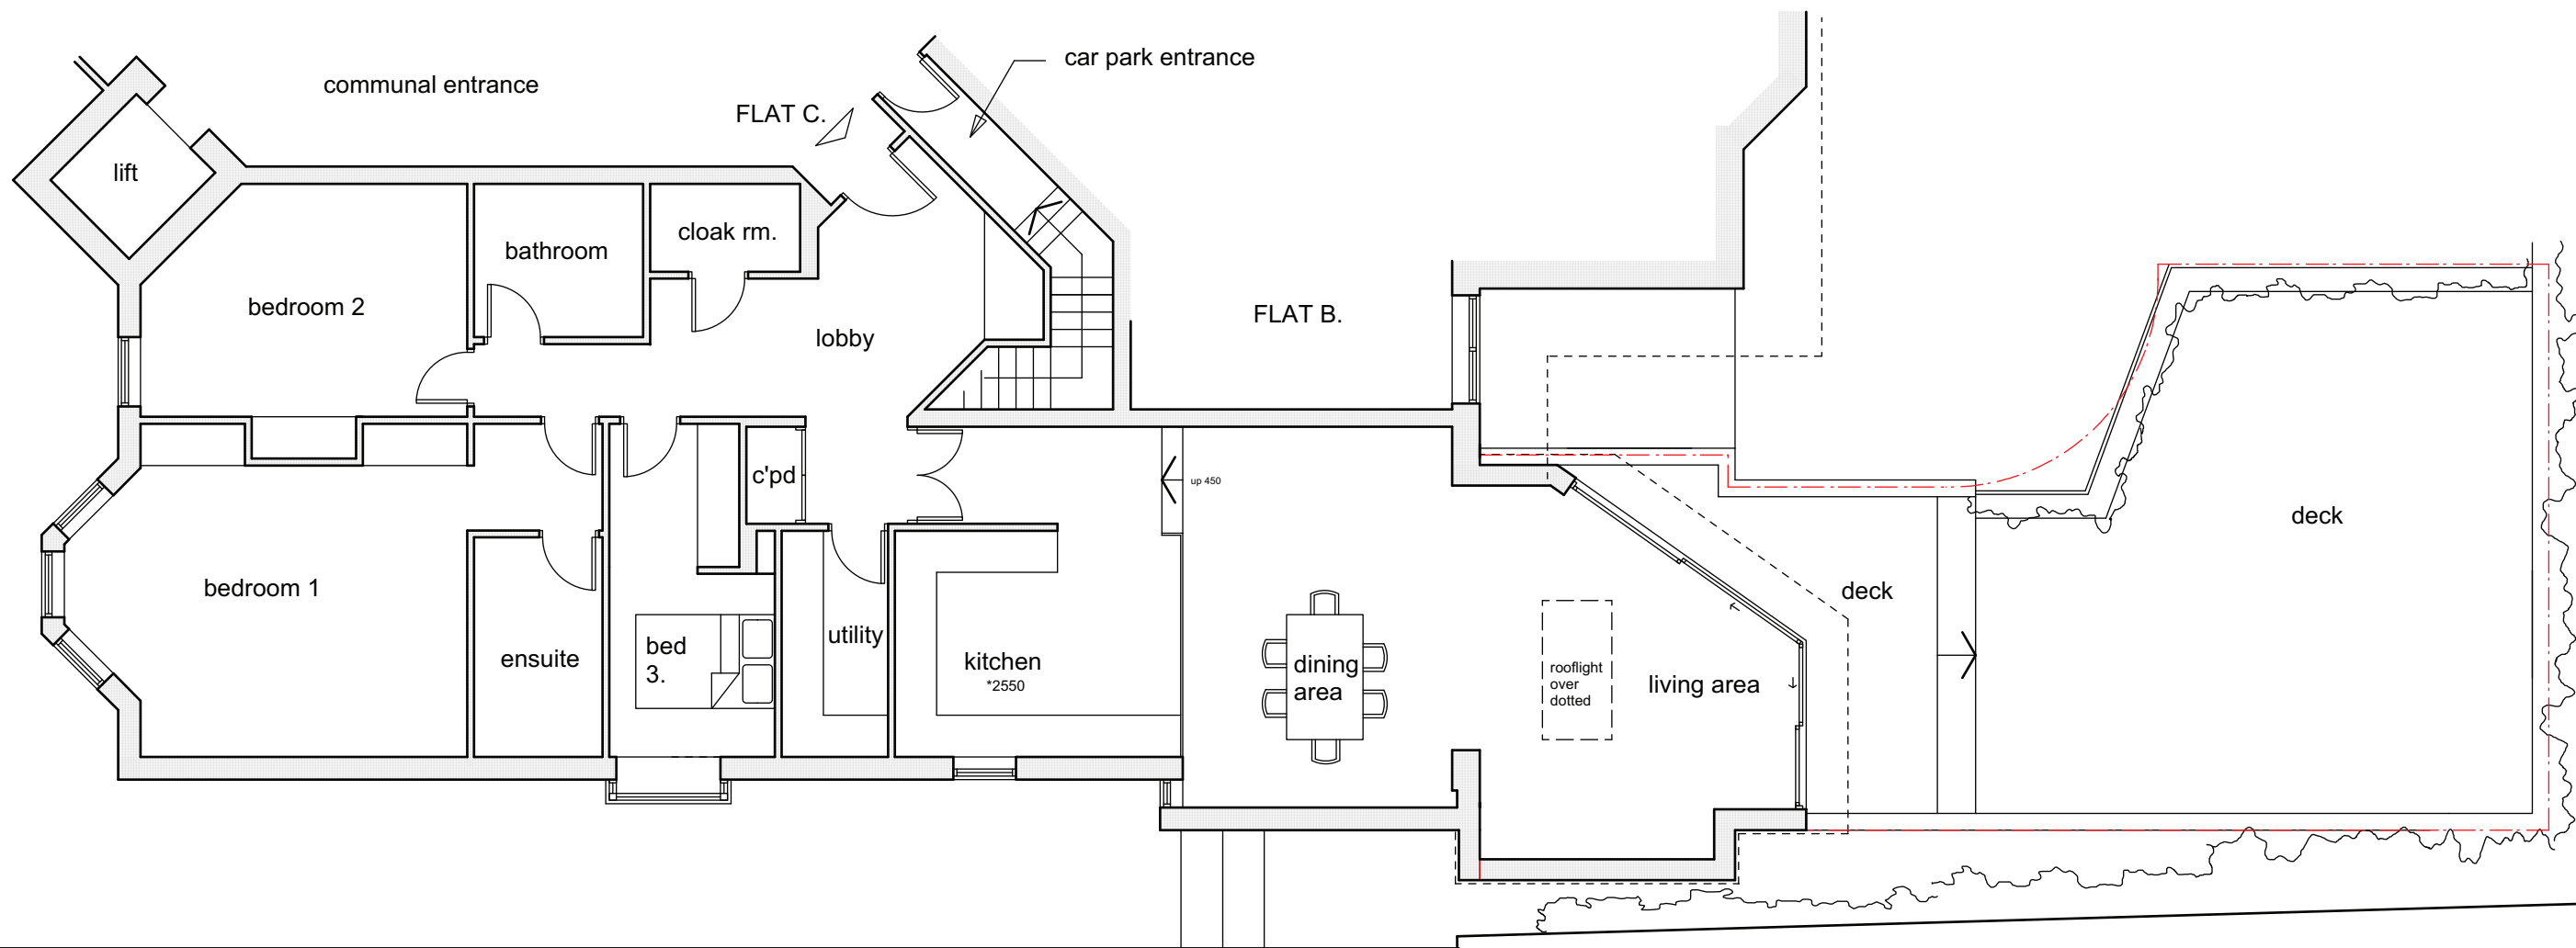 car park entrance
communal entrance
FLAT C.
lift
cloak rm.
bathroom
bedroom 2
FLAT B.
lobby
c'pd
up 450
deck
bedroom 1
deck
utility
bed
3.
ensuite
kitchen
*2550
dining
area
rooflight
over
dotted
living area